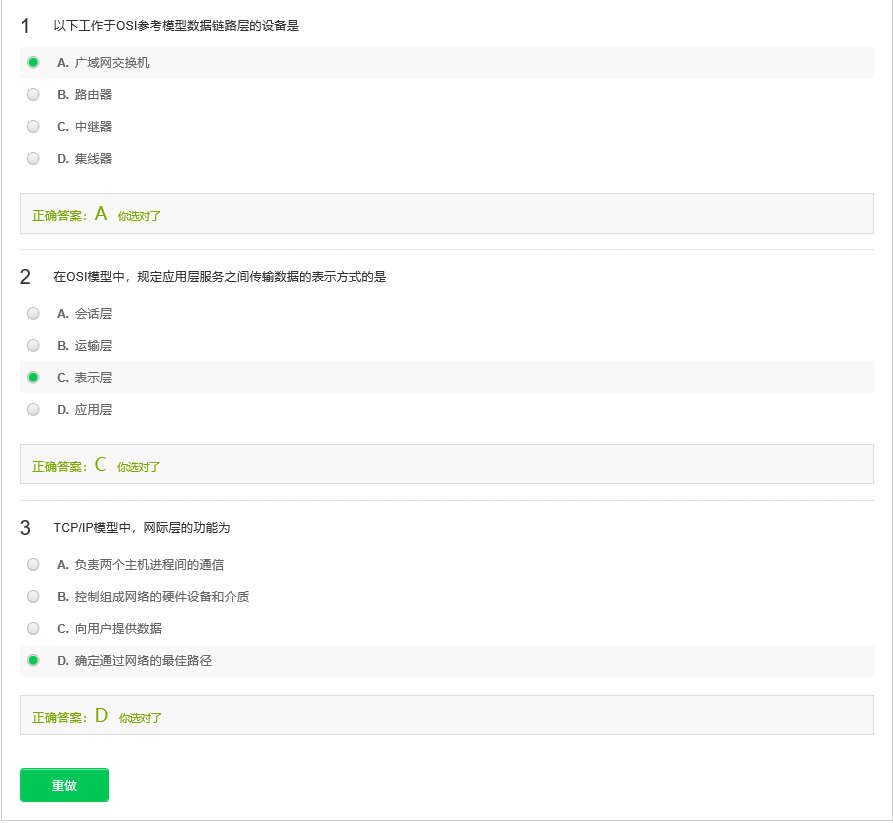 1 以下工作于OSI参考模型数据链路层的设备是
A. 广域网交换机
B. 路由器
C. 中继器
D. 集线器
正确答案：A 你选对了
2 在OSI模型中，规定应用层服务之间传输数据的表示方式的是
A. 会话层
B. 运输层
C. 表示层
D. 应用层
正确答案：C 你选对了
3 TCP/IP模型中，网际层的功能为
A. 负责两个主机进程间的通信
B. 控制组成网络的硬件设备和介质
C. 向用户提供数据
D. 确定通过网络的最佳路径
正确答案：D 你选对了
重做